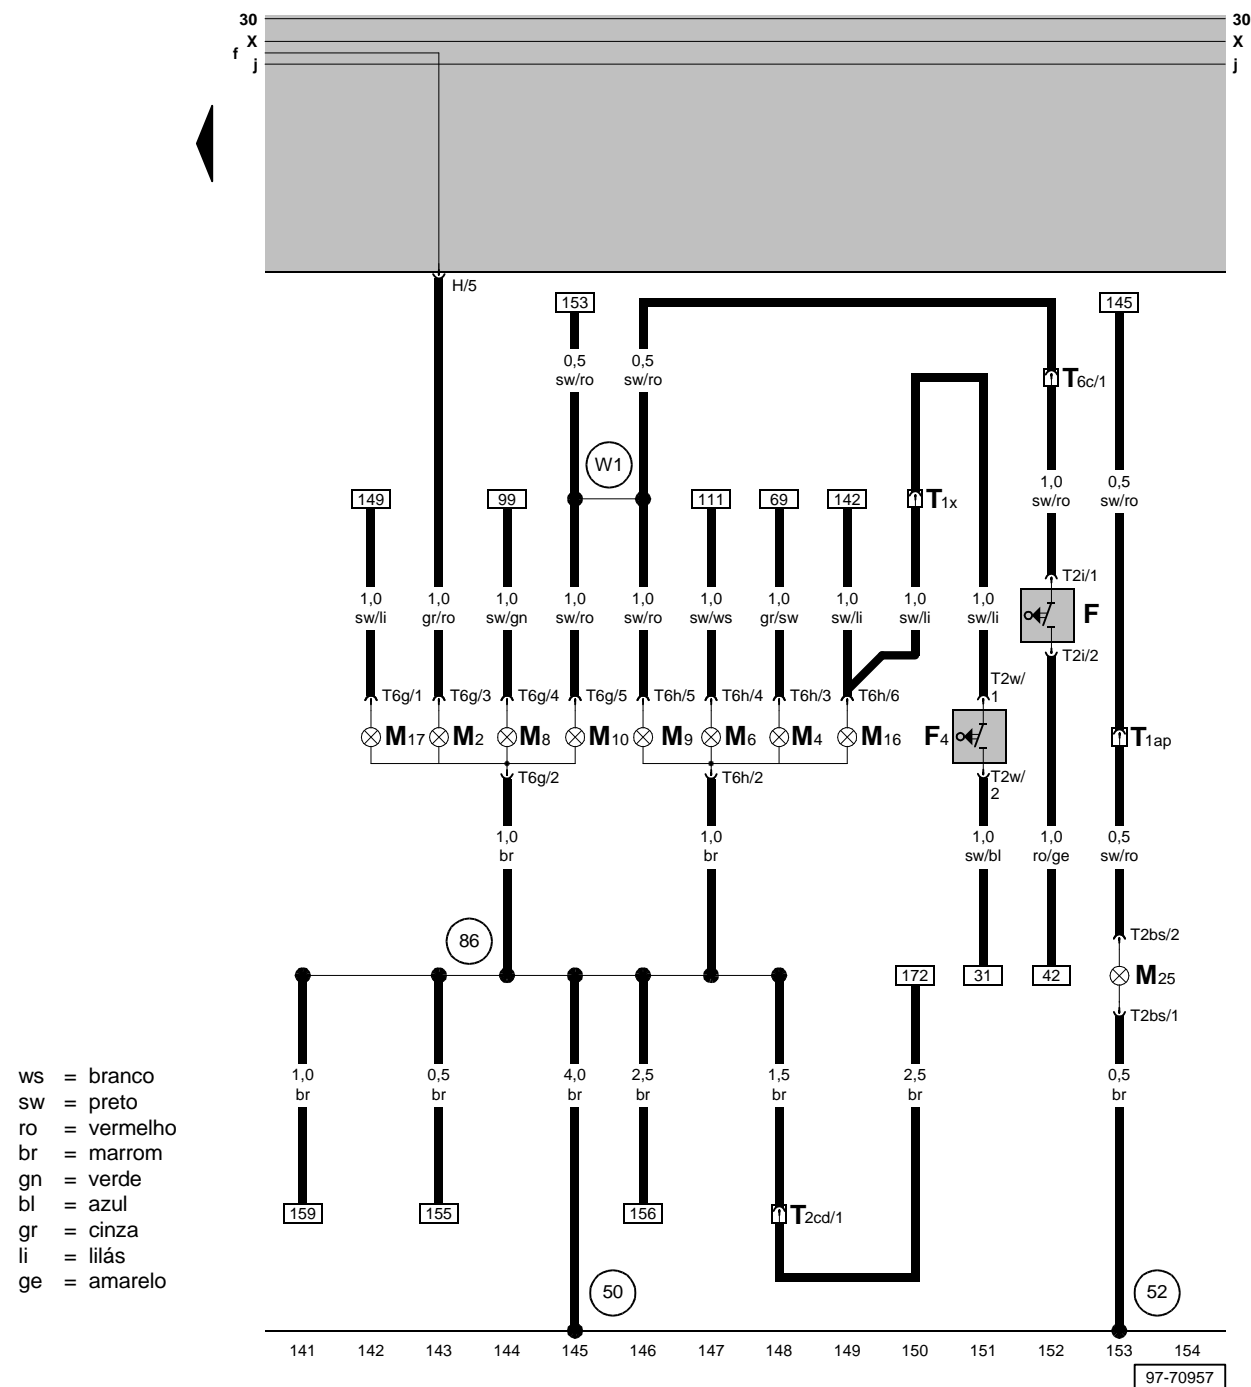 30 30
X X
f
j j
H/5
153 145
0,5 0,5
sw/ro sw/ro
T6c/1
W1
1,0 0,5
sw/ro sw/ro
149 99 111 69 142 T1x
T2i/1
1,0 1,0 1,0 1,0 1,0 1,0 1,0 1,0 1,0 1,0
sw/li gr/ro sw/gn sw/ro sw/ro sw/ws gr/sw sw/li sw/li sw/li
F
T2i/2
T2w/
1
T6g/1 T6g/3 T6g/4 T6g/5 T6h/5 T6h/4 T6h/3 T6h/6
M17 M2 M8 M10 M9 M6 M4 M16 F4 T1ap
T6g/2 T6h/2 T2w/
2
1,0 1,0 1,0 1,0 0,5
br br sw/bl ro/ge sw/ro
T2bs/2
86
172 31 42 M25
T2bs/1
1,0 0,5 4,0 2,5 1,5 2,5 0,5
br br br br br br br
ws = branco
sw = preto
ro = vermelho
br = marrom
gn = verde
bl = azul
gr = cinza
li = lilás
ge = amarelo
159 155 156 T2cd/1
50 52
141 142 143 144 145 146 147 148 149 150 151 152 153 154
97-70957